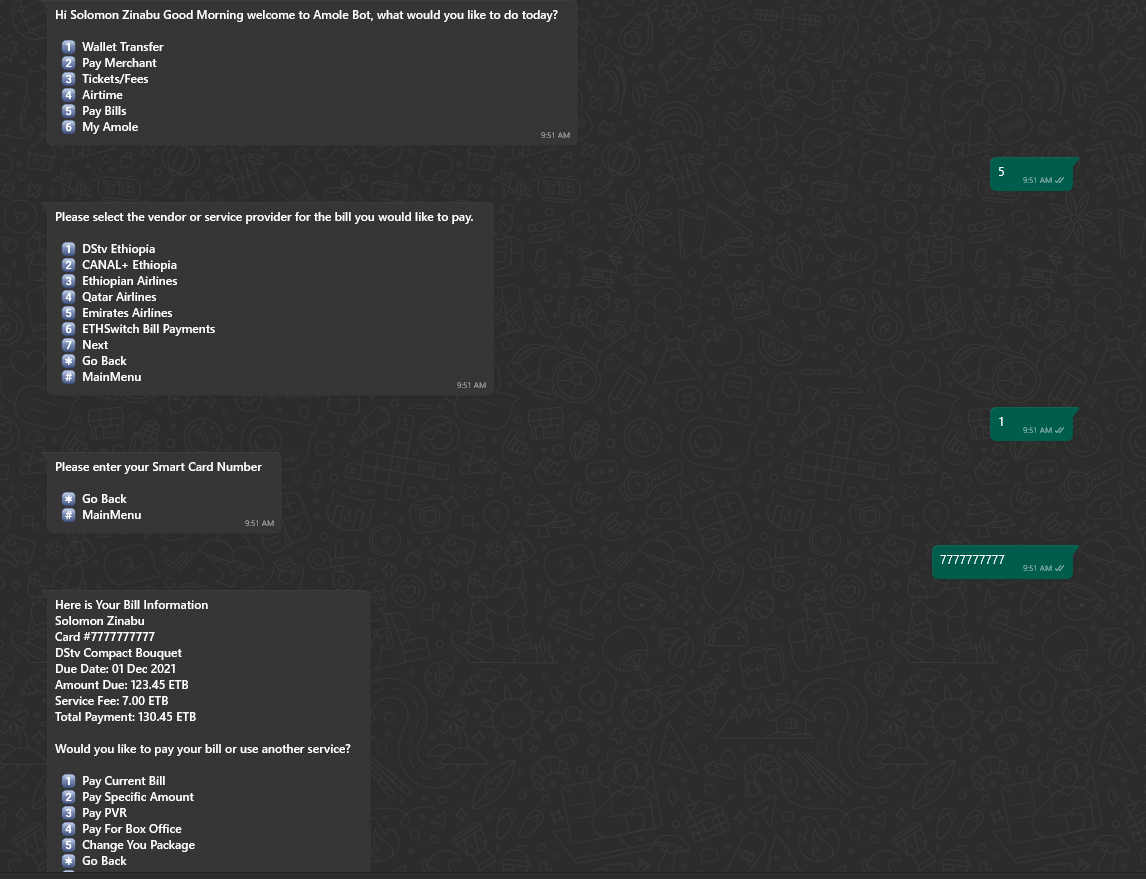 Hi Solomon Zinabu Good Morning welcome to Amole Bot, what would you like to do today?
1 Wallet Transfer
2 Pay Merchant
3 Tickets/Fees
4 Airtime
5 Pay Bills
6 My Amole
9:51 AM
5
9:51 AM
Please select the vendor or service provider for the bill you would like to pay.
1 DStv Ethiopia
2 CANAL+ Ethiopia
3 Ethiopian Airlines
4 Qatar Airlines
5 Emirates Airlines
6 ETHSwitch Bill Payments
7 Next
* Go Back
# MainMenu
9:51 AM
1
9:51 AM
Please enter your Smart Card Number
* Go Back
# MainMenu
9:51 AM
7777777777
9:51 AM
Here is Your Bill Information
Solomon Zinabu
Card #7777777777
DStv Compact Bouquet
Due Date: 01 Dec 2021
Amount Due: 123.45 ETB
Service Fee: 7.00 ETB
Total Payment: 130.45 ETB
Would you like to pay your bill or use another service?
1 Pay Current Bill
2 Pay Specific Amount
3 Pay PVR
4 Pay For Box Office
5 Change You Package
* Go Back